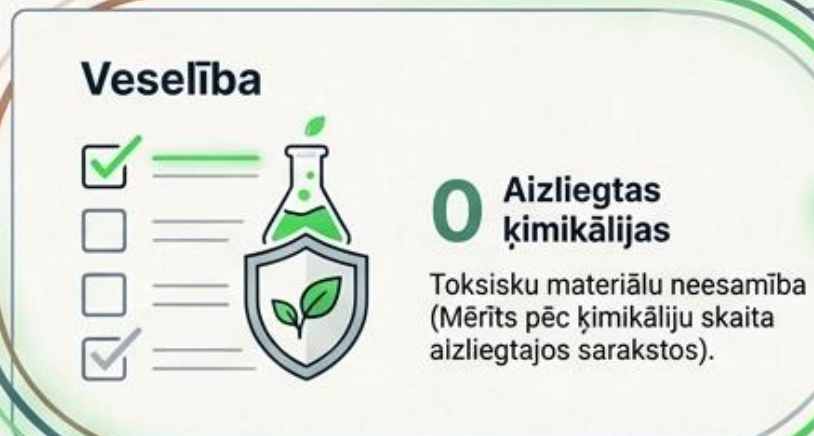 Veselība
0 Aizliegtas
ķimikālijas
Toksisku materiālu neesamība
(Mērīts pēc ķimikāliju skaita
aizliegtajos sarakstos).